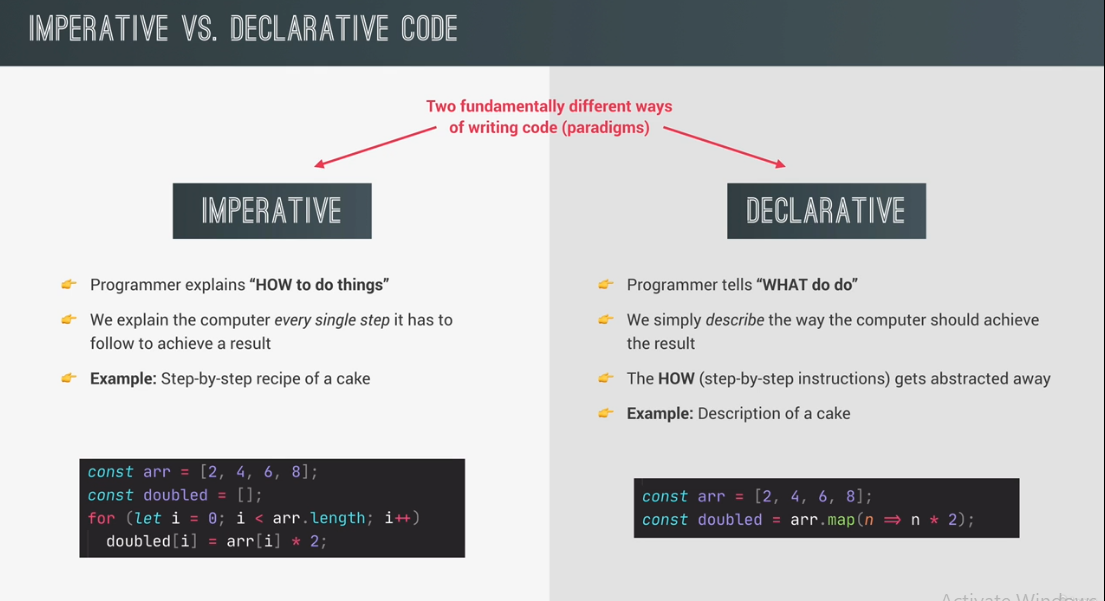 IMPERATIVE VS. DECLARATIVE CODE
Two fundamentally different ways
of writing code (paradigms)
IMPERATIVE
👉 Programmer explains “HOW to do things”
👉 We explain the computer every single step it has to
follow to achieve a result
👉 Example: Step-by-step recipe of a cake
const arr = [2, 4, 6, 8];
const doubled = [];
for (let i = 0; i < arr.length; i++)
  doubled[i] = arr[i] * 2;
DECLARATIVE
👉 Programmer tells “WHAT do do”
👉 We simply describe the way the computer should achieve
the result
👉 The HOW (step-by-step instructions) gets abstracted away
👉 Example: Description of a cake
const arr = [2, 4, 6, 8];
const doubled = arr.map(n => n * 2);
Activate Windows